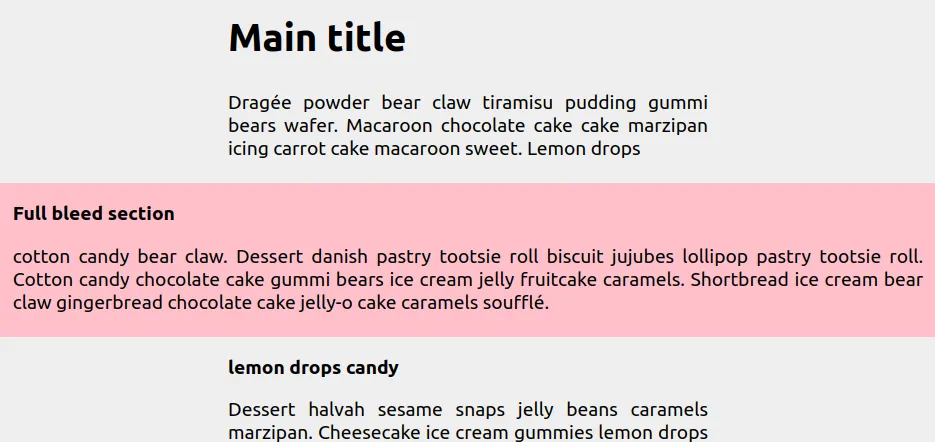 Main title
Dragée powder bear claw tiramisu pudding gummi
bears wafer. Macaroon chocolate cake cake marzipan
icing carrot cake macaroon sweet. Lemon drops
Full bleed section
cotton candy bear claw. Dessert danish pastry tootsie roll biscuit jujubes lollipop pastry tootsie roll.
Cotton candy chocolate cake gummi bears ice cream jelly fruitcake caramels. Shortbread ice cream bear
claw gingerbread chocolate cake jelly-o cake caramels soufflé.
lemon drops candy
Dessert halvah sesame snaps jelly beans caramels
marzipan. Cheesecake ice cream gummies lemon drops